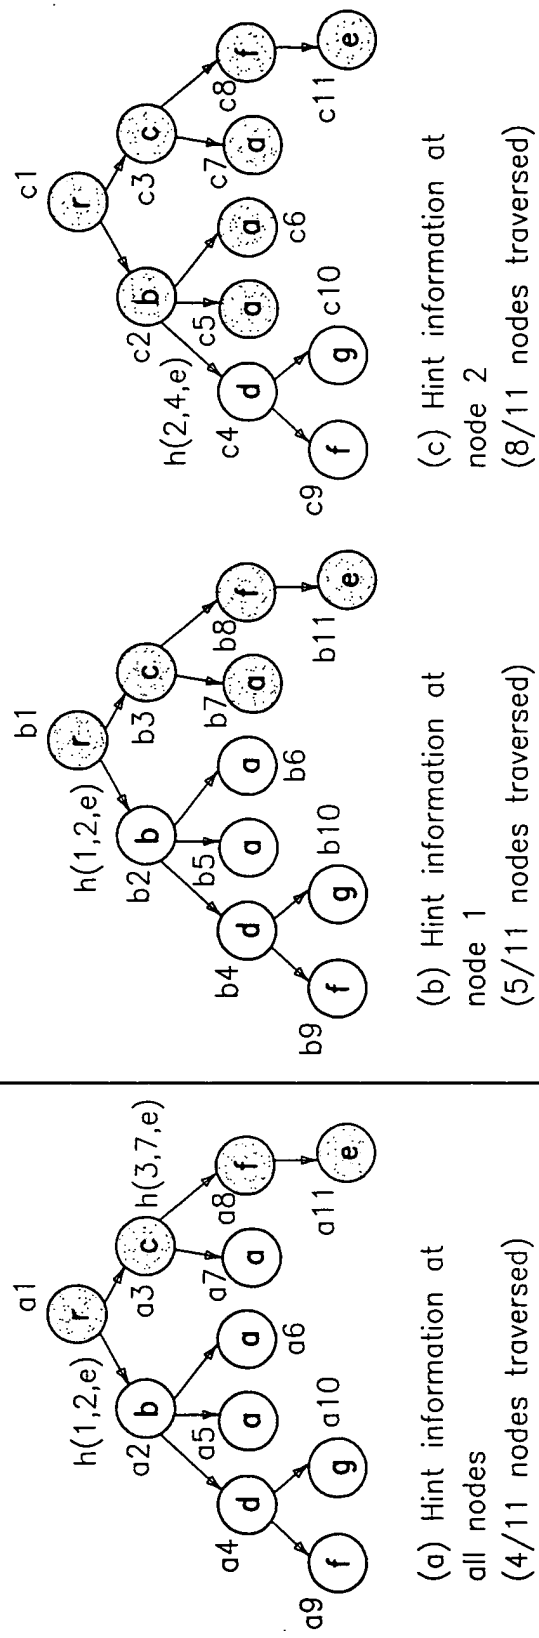 a1
r
h(1,2,e)
a2
b
a3
c
h(3,7,e)
a4
d
a5
a
a
a6
a7
a
a8
f
a9
f
g
a10
a11
e
(a) Hint information at
all nodes
(4/11 nodes traversed)
b1
r
h(1,2,e)
b2
b
b3
c
b4
d
b5
a
a
b6
b7
a
b8
f
b9
f
g
b10
b11
e
(b) Hint information at
node 1
(5/11 nodes traversed)
c1
r
c2
b
c3
c
h(2,4,e)
c4
d
c5
a
a
c6
c7
a
c8
f
c9
f
g
c10
c11
e
(c) Hint information at
node 2
(8/11 nodes traversed)